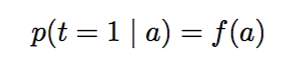 p(t = 1 | a) = f(a)